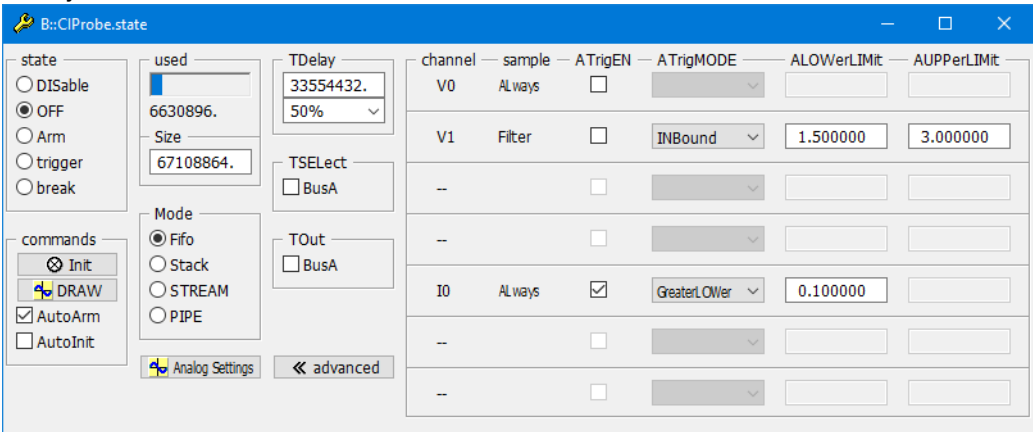 B::CIProbe.state
state
DISable
OFF
Arm
trigger
break
commands
Init
DRAW
AutoArm
AutoInit
used
6630896.
Size
67108864.
Mode
Fifo
Stack
STREAM
PIPE
Analog Settings
TDelay
33554432.
50%
TSELect
BusA
TOut
BusA
advanced
channel sample ATrigEN ATrigMODE ALOWerLIMit AUPPerLIMit
V0 ALways
V1 Filter INBound 1.500000 3.000000
--
--
I0 ALways GreaterLOWer 0.100000
--
--